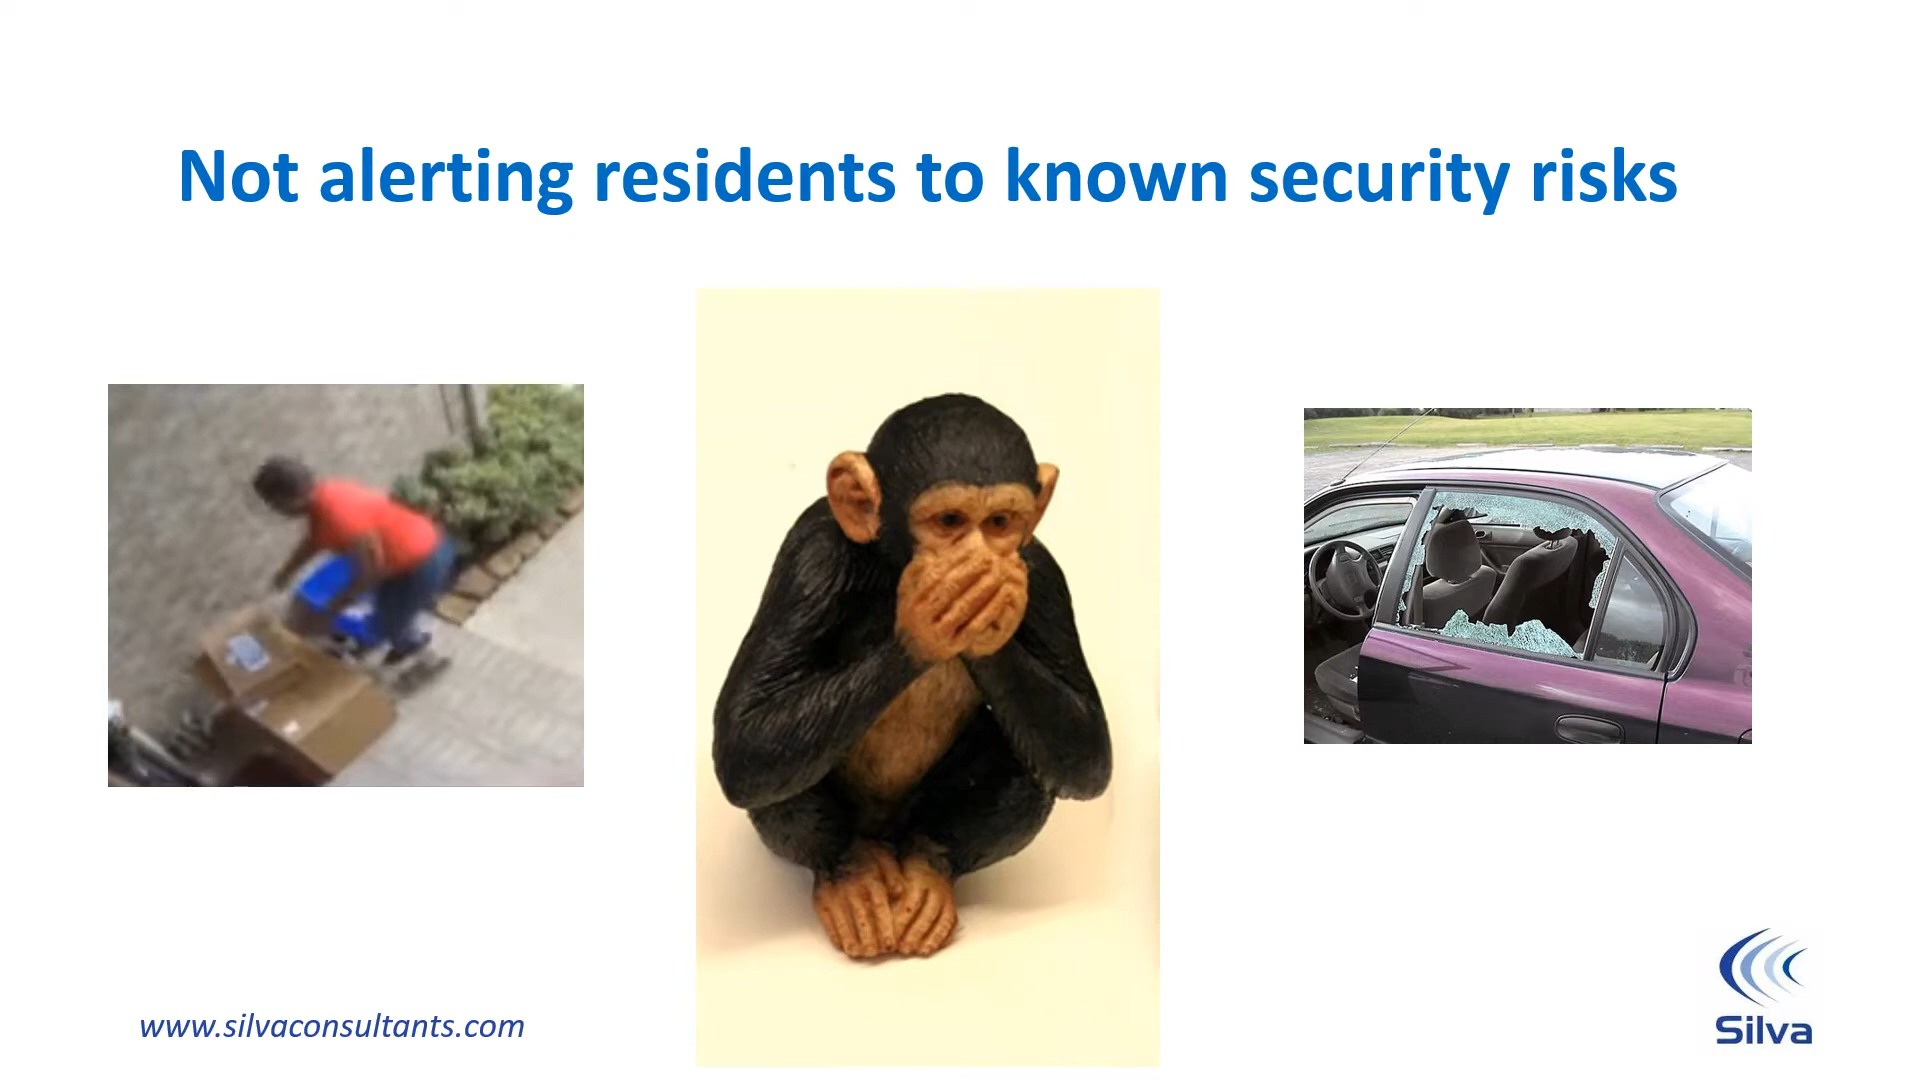 Not alerting residents to known security risks
www.silvaconsultants.com
Silva